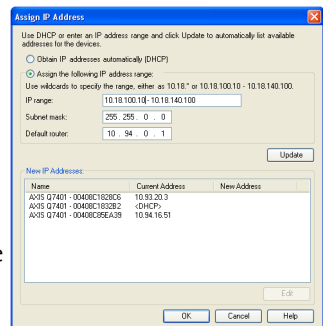 Assign IP Address
Use DHCP or enter an IP address range and click Update to automatically list available
addresses for the devices.
Obtain IP addresses automatically (DHCP)
Assign the following IP address range:
Use wildcards to specify the range, either as 10.18.* or 10.18.100.10 - 10.18.140.100.
IP range: 10.18.100.10 - 10.18.140.100
Subnet mask: 255 . 255 . 0 . 0
Default router: 10 . 94 . 0 . 1
Update
New IP Addresses:
Name Current Address New Address
AXIS Q7401 - 00408C1828C6 10.93.20.3
AXIS Q7401 - 00408C1832B2 <DHCP>
AXIS Q7401 - 00408C85EA39 10.94.16.51
e
Edit
OK Cancel Help